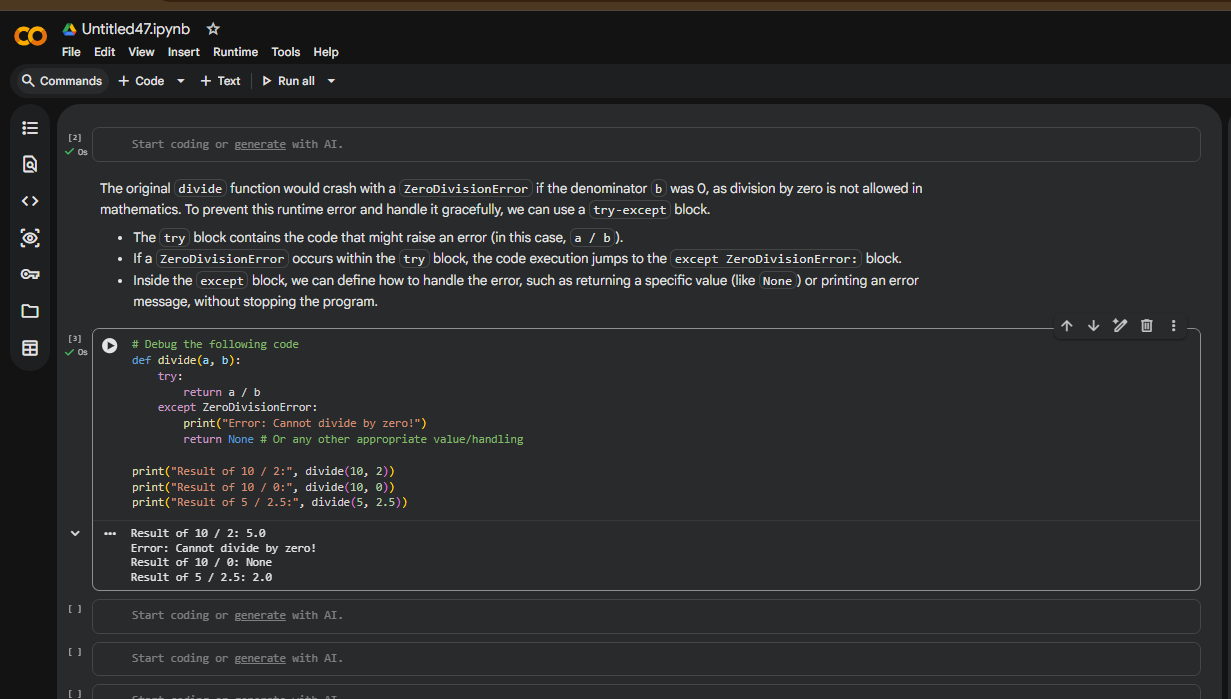 CO
Untitled47.ipynb
File Edit View Insert Runtime Tools Help
Commands + Code + Text Run all
[2]
0s
Start coding or generate with AI.
The original divide function would crash with a ZeroDivisionError if the denominator b was 0, as division by zero is not allowed in
mathematics. To prevent this runtime error and handle it gracefully, we can use a try-except block.
• The try block contains the code that might raise an error (in this case, a / b ).
• If a ZeroDivisionError occurs within the try block, the code execution jumps to the except ZeroDivisionError: block.
• Inside the except block, we can define how to handle the error, such as returning a specific value (like None ) or printing an error
message, without stopping the program.
[3]
0s
# Debug the following code
def divide(a, b):
    try:
        return a / b
    except ZeroDivisionError:
        print("Error: Cannot divide by zero!")
        return None # Or any other appropriate value/handling
print("Result of 10 / 2:", divide(10, 2))
print("Result of 10 / 0:", divide(10, 0))
print("Result of 5 / 2.5:", divide(5, 2.5))
Result of 10 / 2: 5.0
Error: Cannot divide by zero!
Result of 10 / 0: None
Result of 5 / 2.5: 2.0
[ ]
Start coding or generate with AI.
[ ]
Start coding or generate with AI.
[ ]
Start coding or generate with AI.